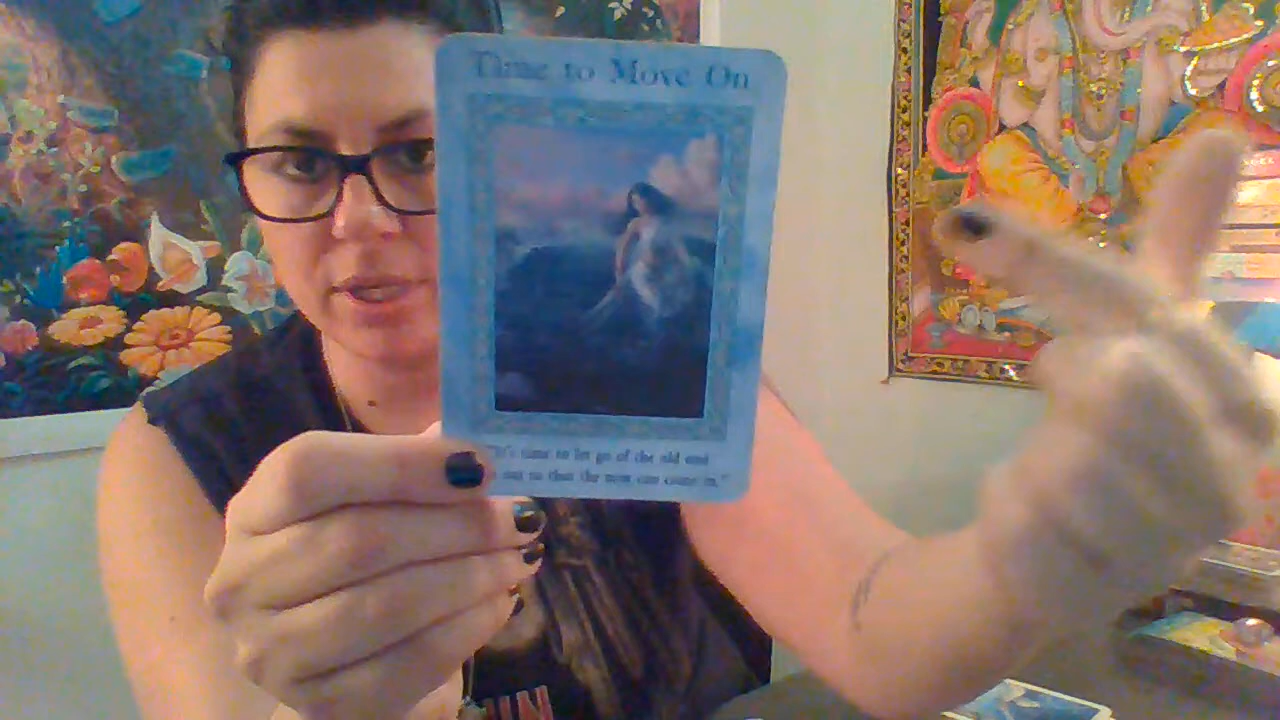 Time to Move On
"It's time to let go of the old and
out so that the new can come in."